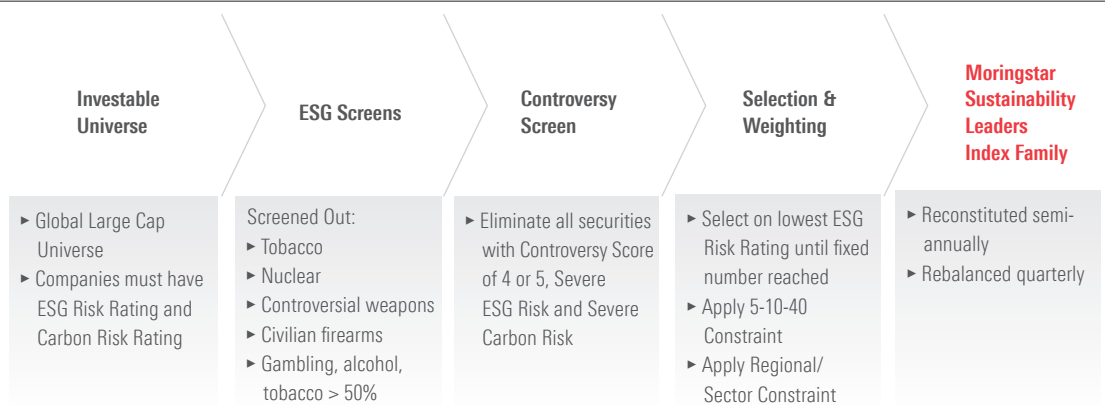 Investable
Universe
ESG Screens
Controversy
Screen
Selection &
Weighting
Moringstar
Sustainability
Leaders
Index Family
▸ Global Large Cap
Universe
▸ Companies must have
ESG Risk Rating and
Carbon Risk Rating
Screened Out:
▸ Tobacco
▸ Nuclear
▸ Controversial weapons
▸ Civilian firearms
▸ Gambling, alcohol,
tobacco > 50%
▸ Eliminate all securities
with Controversy Score
of 4 or 5, Severe
ESG Risk and Severe
Carbon Risk
▸ Select on lowest ESG
Risk Rating until fixed
number reached
▸ Apply 5-10-40
Constraint
▸ Apply Regional/
Sector Constraint
▸ Reconstituted semi-
annually
▸ Rebalanced quarterly